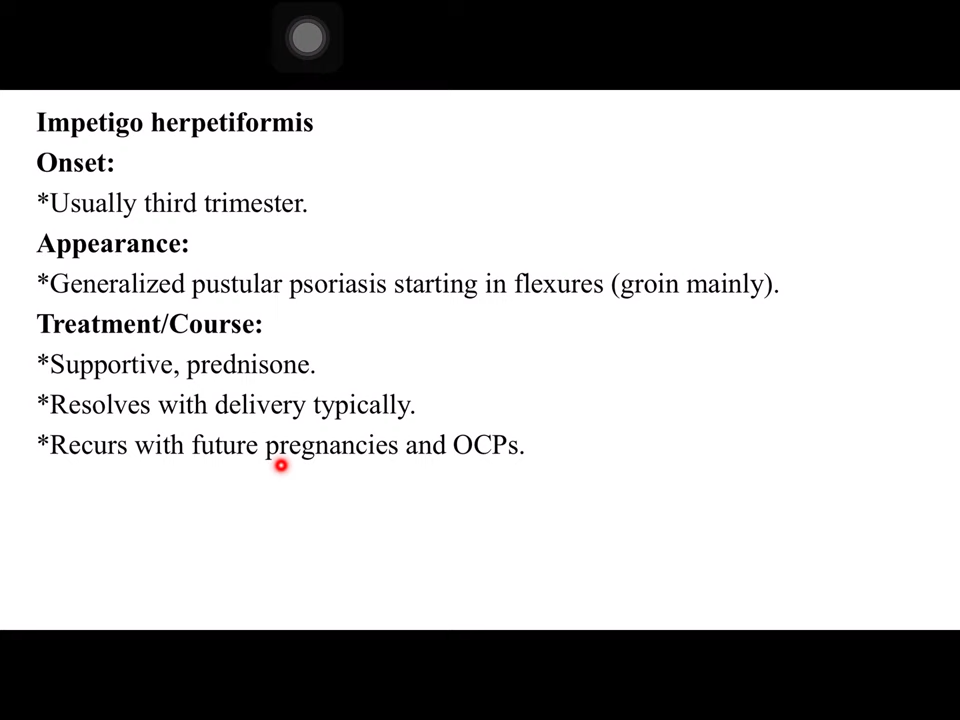 Impetigo herpetiformis
Onset:
*Usually third trimester.
Appearance:
*Generalized pustular psoriasis starting in flexures (groin mainly).
Treatment/Course:
*Supportive, prednisone.
*Resolves with delivery typically.
*Recurs with future pregnancies and OCPs.